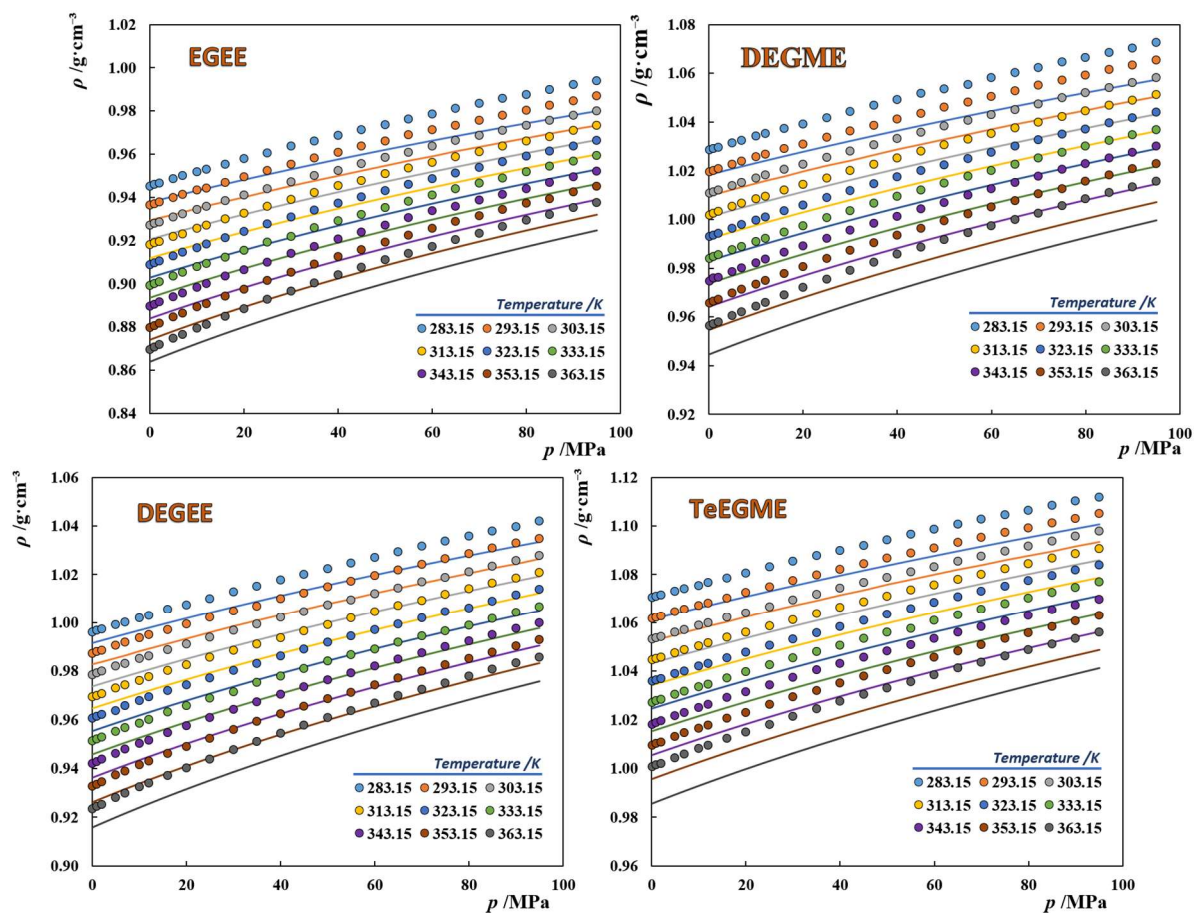 EGEE
ρ /g·cm⁻³
1.02
1.00
0.98
0.96
0.94
0.92
0.90
0.88
0.86
0.84
0 20 40 60 80 100
p /MPa
Temperature /K
283.15 293.15 303.15
313.15 323.15 333.15
343.15 353.15 363.15
DEGME
ρ /g·cm⁻³
1.08
1.06
1.04
1.02
1.00
0.98
0.96
0.94
0.92
0 20 40 60 80 100
p /MPa
Temperature /K
283.15 293.15 303.15
313.15 323.15 333.15
343.15 353.15 363.15
DEGEE
ρ /g·cm⁻³
1.06
1.04
1.02
1.00
0.98
0.96
0.94
0.92
0.90
0 20 40 60 80 100
p /MPa
Temperature /K
283.15 293.15 303.15
313.15 323.15 333.15
343.15 353.15 363.15
TeEGME
ρ /g·cm⁻³
1.12
1.10
1.08
1.06
1.04
1.02
1.00
0.98
0.96
0 20 40 60 80 100
p /MPa
Temperature /K
283.15 293.15 303.15
313.15 323.15 333.15
343.15 353.15 363.15